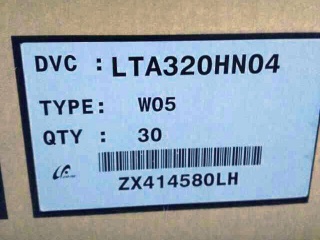 DVC : LTA320HN04
TYPE: W05
QTY : 30
ZX414580LH